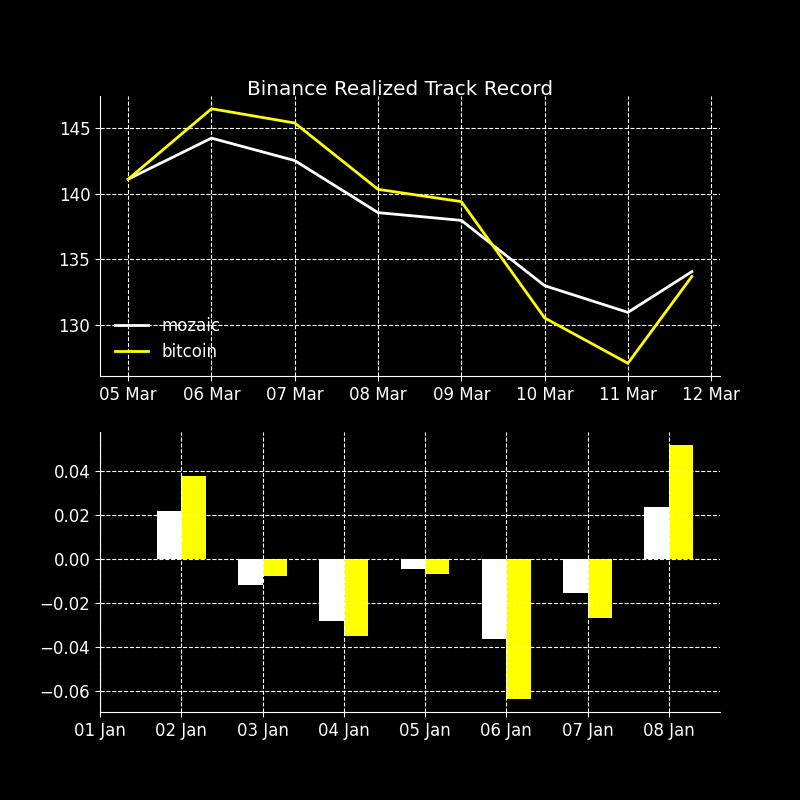 Binance Realized Track Record
145
140
135
130
mozaic
bitcoin
05 Mar 06 Mar 07 Mar 08 Mar 09 Mar 10 Mar 11 Mar 12 Mar
0.04
0.02
0.00
−0.02
−0.04
−0.06
01 Jan 02 Jan 03 Jan 04 Jan 05 Jan 06 Jan 07 Jan 08 Jan